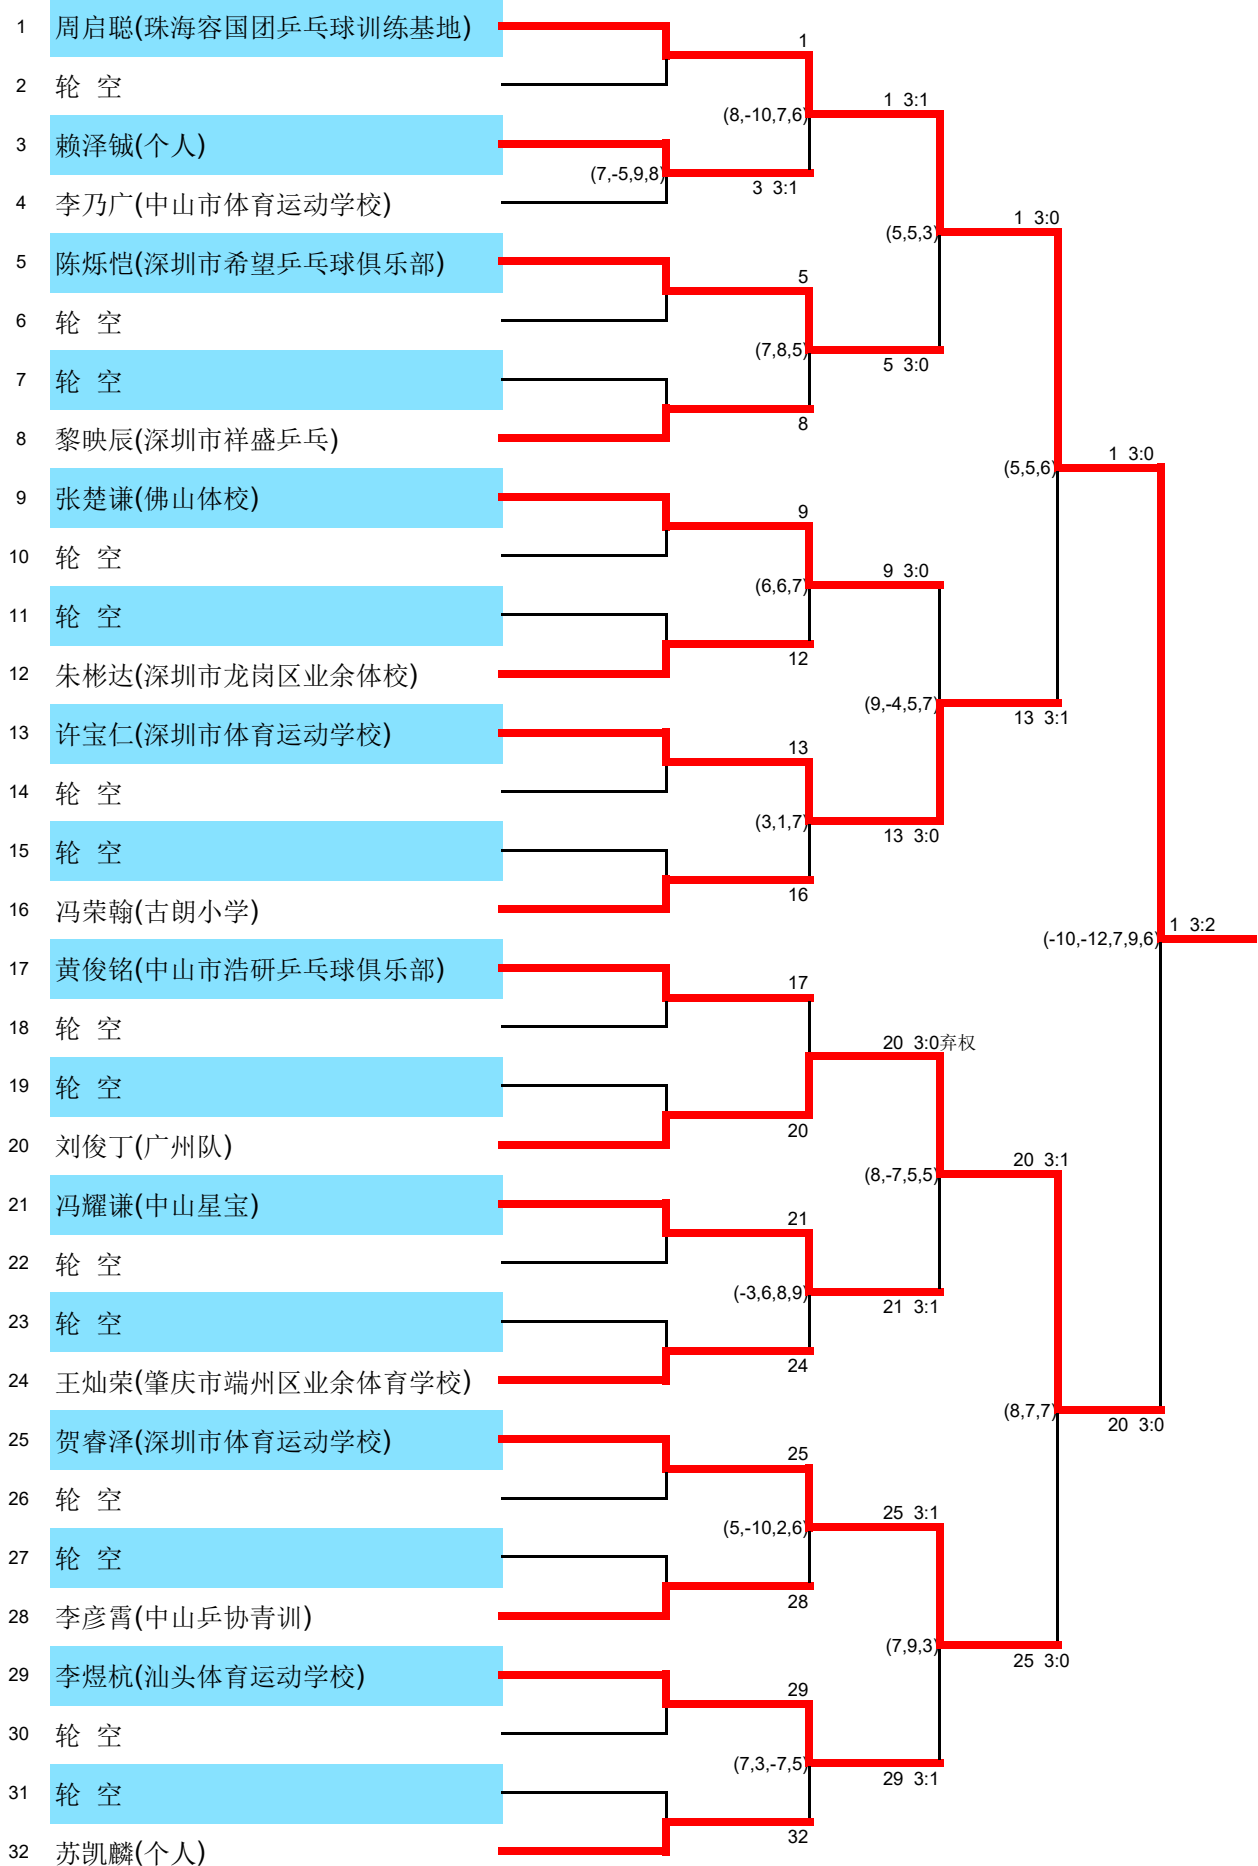 1 周启聪(珠海容国团乒乓球训练基地)
1
2 轮 空
(8,-10,7,6)
1 3:1
3 赖泽铖(个人)
(7,-5,9,8)
3 3:1
4 李乃广(中山市体育运动学校)
(5,5,3)
1 3:0
5 陈烁恺(深圳市希望乒乓球俱乐部)
5
6 轮 空
(7,8,5)
5 3:0
7 轮 空
8
8 黎映辰(深圳市祥盛乒乓)
(5,5,6)
1 3:0
9 张楚谦(佛山体校)
9
10 轮 空
(6,6,7)
9 3:0
11 轮 空
12
12 朱彬达(深圳市龙岗区业余体校)
(9,-4,5,7)
13 3:1
13 许宝仁(深圳市体育运动学校)
13
14 轮 空
(3,1,7)
13 3:0
15 轮 空
16
16 冯荣翰(古朗小学)
(-10,-12,7,9,6)
1 3:2
17 黄俊铭(中山市浩研乒乓球俱乐部)
17
18 轮 空
20 3:0弃权
19 轮 空
20
20 刘俊丁(广州队)
(8,-7,5,5)
20 3:1
21 冯耀谦(中山星宝)
21
22 轮 空
(-3,6,8,9)
21 3:1
23 轮 空
24
24 王灿荣(肇庆市端州区业余体育学校)
(8,7,7)
20 3:0
25 贺睿泽(深圳市体育运动学校)
25
26 轮 空
(5,-10,2,6)
25 3:1
27 轮 空
28
28 李彦霄(中山乒协青训)
(7,9,3)
25 3:0
29 李煜杭(汕头体育运动学校)
29
30 轮 空
(7,3,-7,5)
29 3:1
31 轮 空
32
32 苏凯麟(个人)